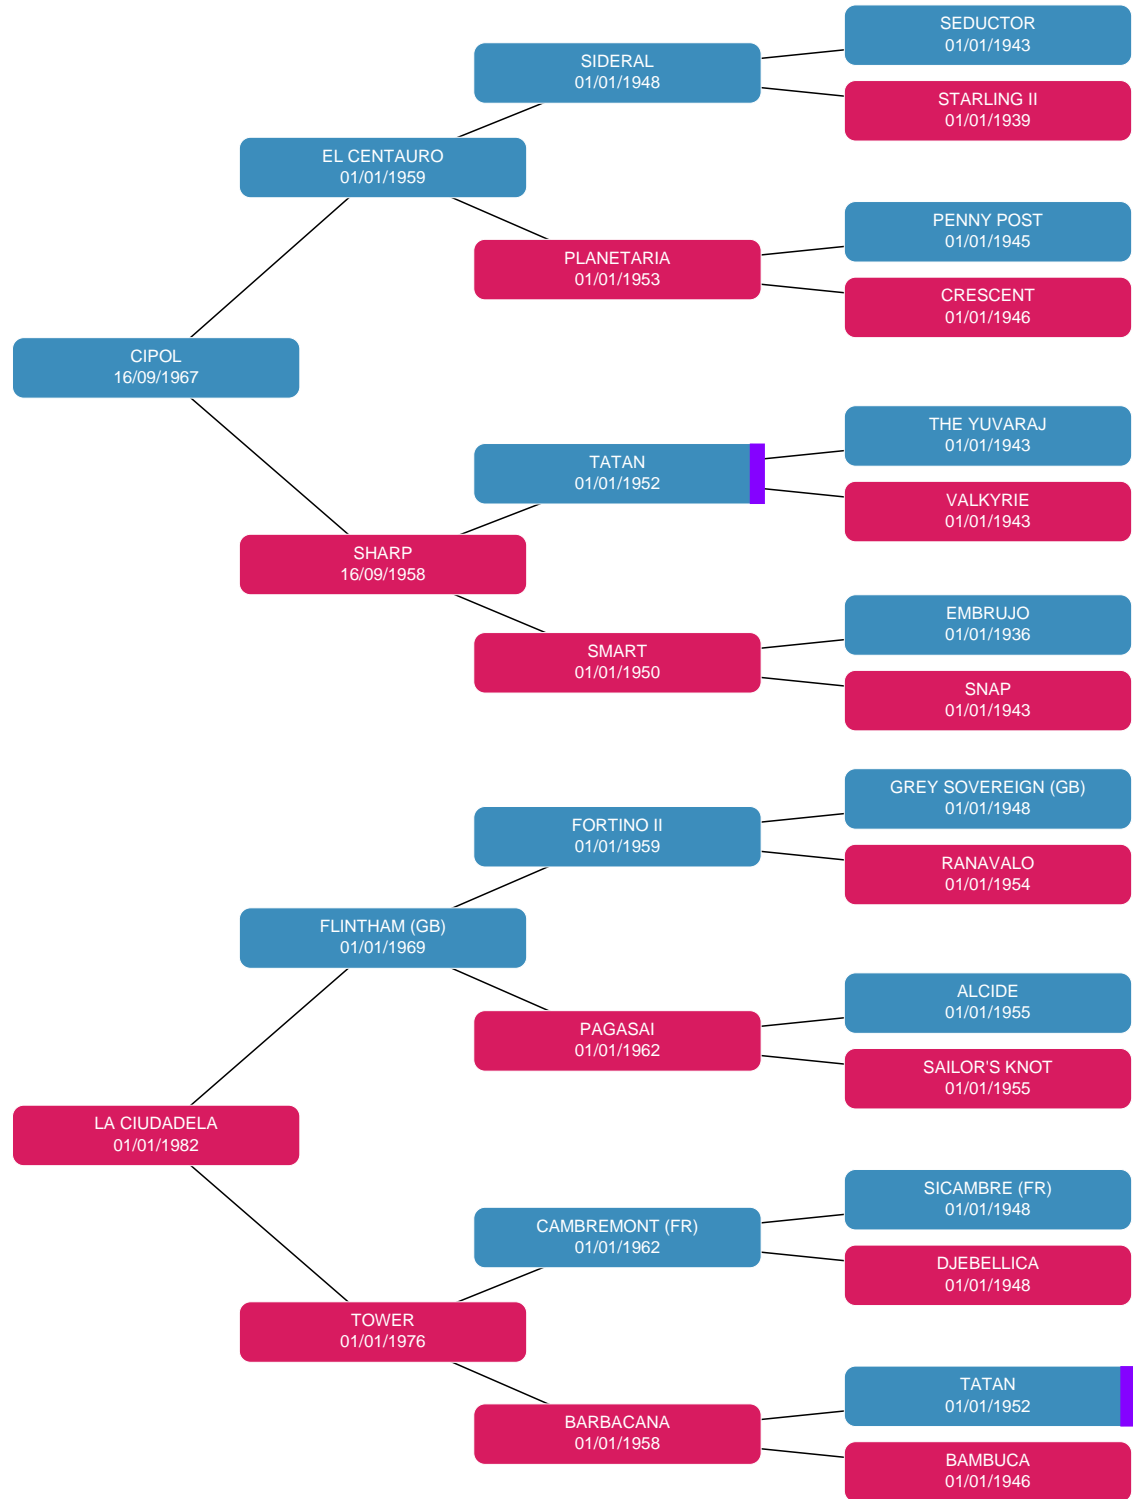 SEDUCTOR
01/01/1943
SIDERAL
01/01/1948
STARLING II
01/01/1939
EL CENTAURO
01/01/1959
PENNY POST
01/01/1945
PLANETARIA
01/01/1953
CRESCENT
01/01/1946
CIPOL
16/09/1967
THE YUVARAJ
01/01/1943
TATAN
01/01/1952
VALKYRIE
01/01/1943
SHARP
16/09/1958
EMBRUJO
01/01/1936
SMART
01/01/1950
SNAP
01/01/1943
GREY SOVEREIGN (GB)
01/01/1948
FORTINO II
01/01/1959
RANAVALO
01/01/1954
FLINTHAM (GB)
01/01/1969
ALCIDE
01/01/1955
PAGASAI
01/01/1962
SAILOR'S KNOT
01/01/1955
LA CIUDADELA
01/01/1982
SICAMBRE (FR)
01/01/1948
CAMBREMONT (FR)
01/01/1962
DJEBELLICA
01/01/1948
TOWER
01/01/1976
TATAN
01/01/1952
BARBACANA
01/01/1958
BAMBUCA
01/01/1946